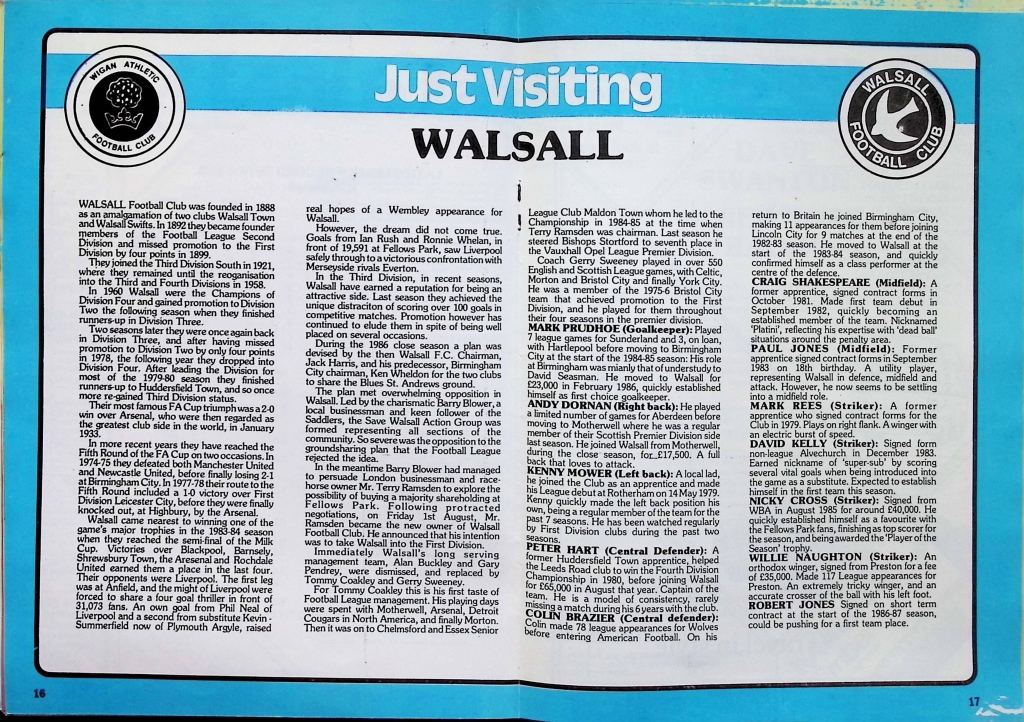 WIGAN ATHLETIC
FOOTBALL CLUB
Just Visiting
WALSALL
FOOTBALL CLUB
WALSALL
WALSALL Football Club was founded in 1888
as an amalgamation of two clubs Walsall Town
and Walsall Swifts. In 1892 they became founder
members of the Football League Second
Division and missed promotion to the First
Division by four points in 1899.
They joined the Third Division South in 1921,
where they remained until the reoganisation
into the Third and Fourth Divisions in 1958.
In 1960 Walsall were the Champions of
Division Four and gained promotion to Division
Two the following season when they finished
runners-up in Division Three.
Two seasons later they were once again back
in Division Three, and after having missed
promotion to Division Two by only four points
in 1978, the following year they dropped into
Division Four. After leading the Division for
most of the 1979-80 season they finished
runners-up to Huddersfield Town, and so once
more re-gained Third Division status.
Their most famous FA Cup triumph was a 2-0
win over Arsenal, who were then regarded as
the greatest club side in the world, in January
1933.
In more recent years they have reached the
Fifth Round of the FA Cup on two occasions. In
1974-75 they defeated both Manchester United
and Newcastle United, before finally losing 2-1
at Birmingham City. In 1977-78 their route to the
Fifth Round included a 1-0 victory over First
Division Leicester City, before they were finally
knocked out, at Highbury, by the Arsenal.
Walsall came nearest to winning one of the
game's major trophies in the 1983-84 season
when they reached the semi-final of the Milk
Cup. Victories over Blackpool, Barnsely,
Shrewsbury Town, the Aresenal and Rochdale
United earned them a place in the last four.
Their opponents were Liverpool. The first leg
was at Anfield, and the might of Liverpool were
forced to share a four goal thriller in front of
31,073 fans. An own goal from Phil Neal of
Liverpool and a second from substitute Kevin -
Summerfield now of Plymouth Argyle, raised
real hopes of a Wembley appearance for
Walsall.
However, the dream did not come true.
Goals from Ian Rush and Ronnie Whelan, in
front of 19,591 at Fellows Park, saw Liverpool
safely through to a victorious confrontation with
Merseyside rivals Everton.
In the Third Division, in recent seasons,
Walsall have earned a reputation for being an
attractive side. Last season they achieved the
unique distraction of scoring over 100 goals in
competitive matches. Promotion however has
continued to elude them in spite of being well
placed on several occasions.
During the 1986 close season a plan was
devised by the then Walsall F.C. Chairman,
Jack Harris, and his predecessor, Birmingham
City chairman, Ken Wheldon for the two clubs
to share the Blues St. Andrews ground.
The plan met overwhelming opposition in
Walsall. Led by the charismatic Barry Blower, a
local businessman and keen follower of the
Saddlers, the Save Walsall Action Group was
formed representing all sections of the
community. So severe was the opposition to the
groundsharing plan that the Football League
rejected the idea.
In the meantime Barry Blower had managed
to persuade London businessman and race-
horse owner Mr. Terry Ramsden to explore the
possibility of buying a majority shareholding at
Fellows Park. Following protracted
negotiations, on Friday 1st August, Mr.
Ramsden became the new owner of Walsall
Football Club. He announced that his intention
was to take Walsall into the First Division.
Immediately Walsall's long serving
management team, Alan Buckley and Gary
Pendrey, were dismissed, and replaced by
Tommy Coakley and Gerry Sweeney.
For Tommy Coakley this is his first taste of
Football League management. His playing days
were spent with Motherwell, Arsenal, Detroit
Cougars in North America, and finally Morton.
Then it was on to Chelmsford and Essex Senior
League Club Maldon Town whom he led to the
Championship in 1984-85 at the time when
Terry Ramsden was chairman. Last season he
steered Bishops Stortford to seventh place in
the Vauxhall Opel League Premier Division.
Coach Gerry Sweeney played in over 550
English and Scottish League games, with Celtic,
Morton and Bristol City and finally York City.
He was a member of the 1975-6 Bristol City
team that achieved promotion to the First
Division, and he played for them throughout
their four seasons in the premier division.
MARK PRUDHOE (Goalkeeper): Played
7 league games for Sunderland and 3, on loan,
with Hartlepool before moving to Birmingham
City at the start of the 1984-85 season: His role
at Birmingham was mianly that of understudy to
David Seasman. He moved to Walsall for
£23,000 in February 1986, quickly established
himself as first choice goalkeeper.
ANDY DORNAN (Right back): He played
a limited number of games for Aberdeen before
moving to Motherwell where he was a regular
member of their Scottish Premier Division side
last season. He joined Walsall from Motherwell,
during the close season, for £17,500. A full
back that loves to attack.
KENNY MOWER (Left back): A local lad,
he joined the Club as an apprentice and made
his League debut at Rotherham on 14 May 1979.
Kenny quickly made the left back position his
own, being a regular member of the team for the
past 7 seasons. He has been watched regularly
by First Division clubs during the past two
seasons.
PETER HART (Central Defender): A
former Huddersfield Town apprentice, helped
the Leeds Road club to win the Fourth Division
Championship in 1980, before joining Walsall
for £65,000 in August that year. Captain of the
team. He is a model of consistency, rarely
missing a match during his 6 years with the club.
COLIN BRAZIER (Central defender):
Colin made 78 league appearances for Wolves
before entering American Football. On his
return to Britain he joined Birmingham City,
making 11 appearances for them before joining
Lincoln City for 9 matches at the end of the
1982-83 season. He moved to Walsall at the
start of the 1983-84 season, and quickly
confirmed himself as a class performer at the
centre of the defence.
CRAIG SHAKESPEARE (Midfield): A
former apprentice, signed contract forms in
October 1981. Made first team debut in
September 1982, quickly becoming an
established member of the team. Nicknamed
'Platini', reflecting his expertise with 'dead ball'
situations around the penalty area.
PAUL JONES (Midfield): Former
apprentice signed contract forms in September
1983 on 18th birthday. A utility player,
representing Walsall in defence, midfield and
attack. However, he now seems to be settling
into a midfield role.
MARK REES (Striker): A former
apprentice who signed contract forms for the
Club in 1979. Plays on right flank. A winger with
an electric burst of speed.
DAVID KELLY (Striker): Signed form
non-league Alvechurch in December 1983.
Earned nickname of 'super-sub' by scoring
several vital goals when being introduced into
the game as a substitute. Expected to establish
himself in the first team this season.
NICKY CROSS (Striker): Signed from
WBA in August 1985 for around £40,000. He
quickly established himself as a favourite with
the Fellows Park fans, finishing as top scorer for
the season, and being awarded the 'Player of the
Season' trophy.
WILLIE NAUGHTON (Striker): An
orthodox winger, signed from Preston for a fee
of £35,000. Made 117 League appearances for
Preston. An extremely tricky winger, and an
accurate crosser of the ball with his left foot.
ROBERT JONES Signed on short term
contract at the start of the 1986-87 season,
could be pushing for a first team place.
16
17